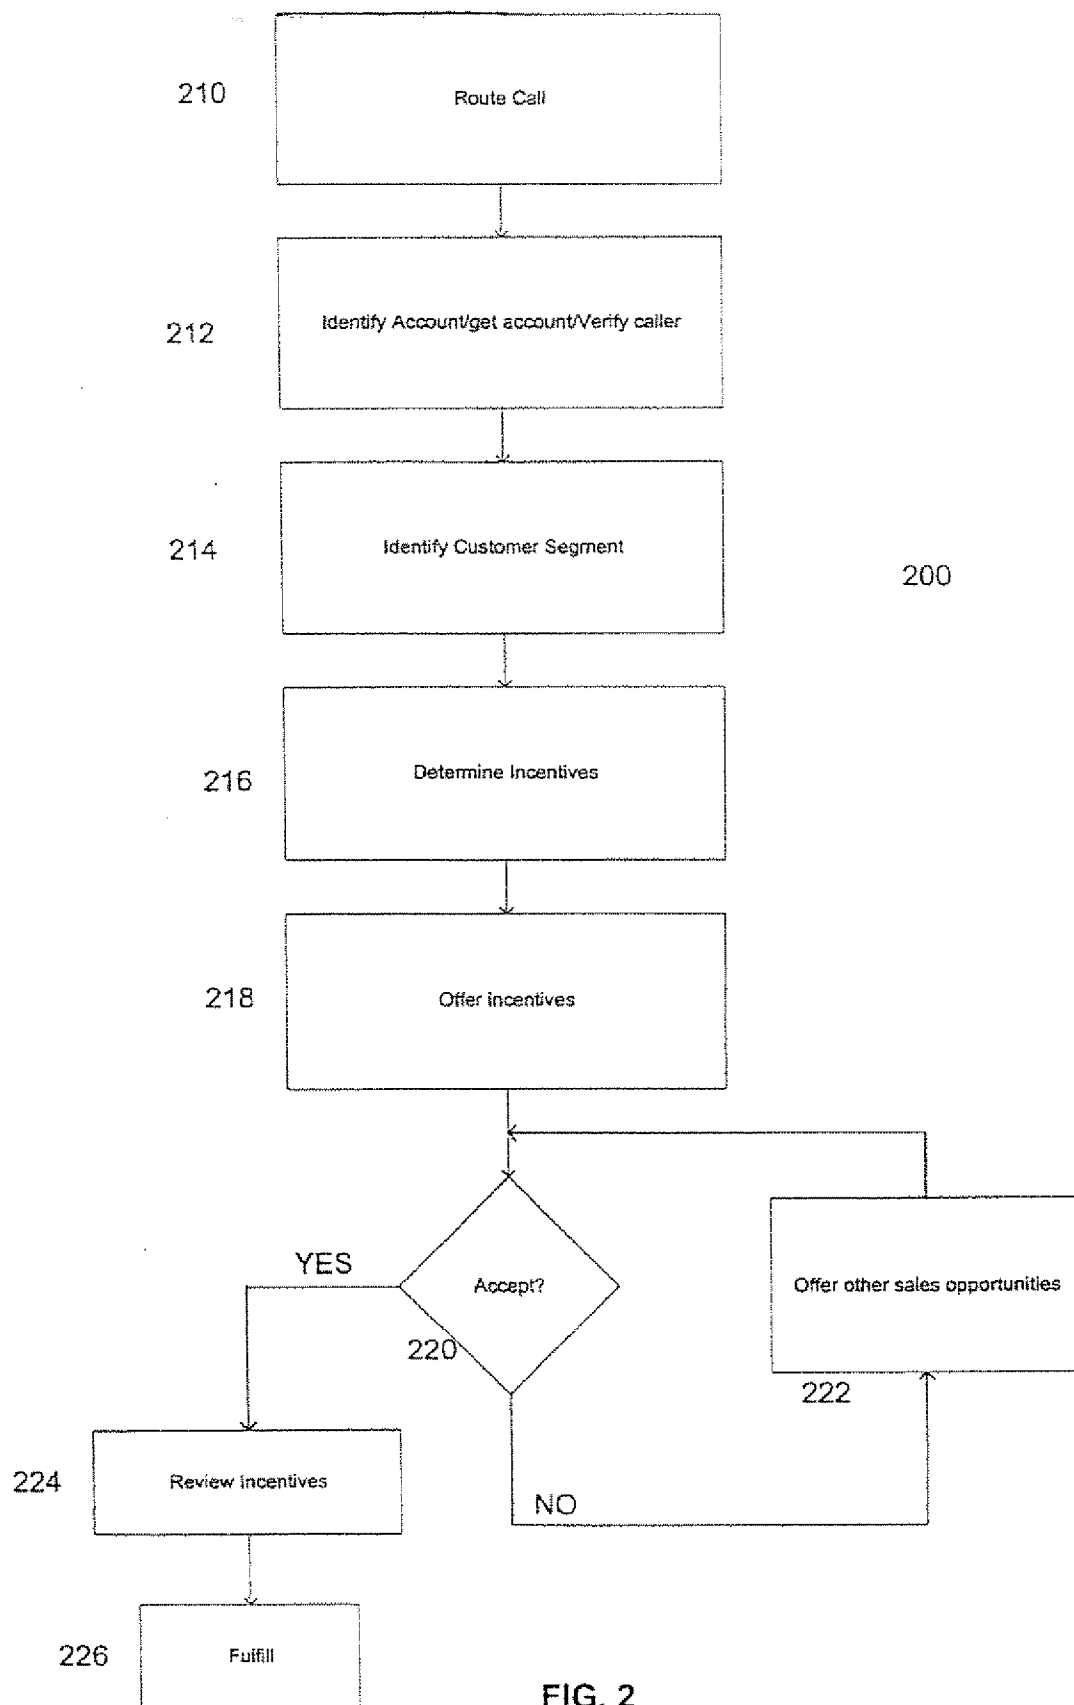 210
Route Call
212
Identify Account/get account/Verify caller
214
Identify Customer Segment
200
216
Determine Incentives
218
Offer Incentives
YES
Accept?
Offer other sales opportunities
220
222
224
Review Incentives
NO
226
Fulfill
FIG. 2